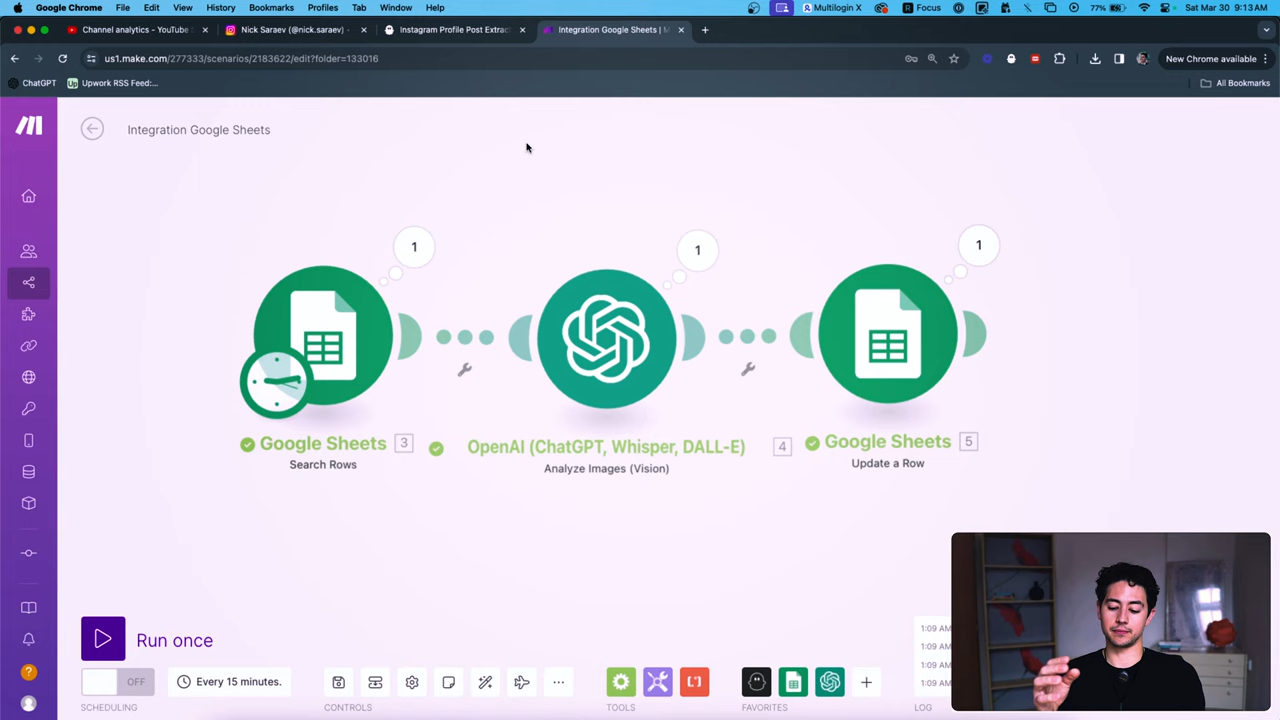 Google Chrome File Edit View History Bookmarks Profiles Tab Window Help Multilogin X Focus 77% Sat Mar 30 9:13 AM
Channel analytics - YouTube S Nick Saraev (@nick.saraev) · Instagram Profile Post Extrac Integration Google Sheets | M
us1.make.com/277333/scenarios/2183622/edit?folder=133016 New Chrome available
ChatGPT Upwork RSS Feed:... All Bookmarks
Integration Google Sheets
1 1 1
Google Sheets 3 OpenAI (ChatGPT, Whisper, DALL-E) 4 Google Sheets 5
Search Rows Analyze Images (Vision) Update a Row
Run once
1:09 AM
1:09 AM
1:09 AM
1:09 AM
OFF Every 15 minutes.
SCHEDULING CONTROLS TOOLS FAVORITES LOG